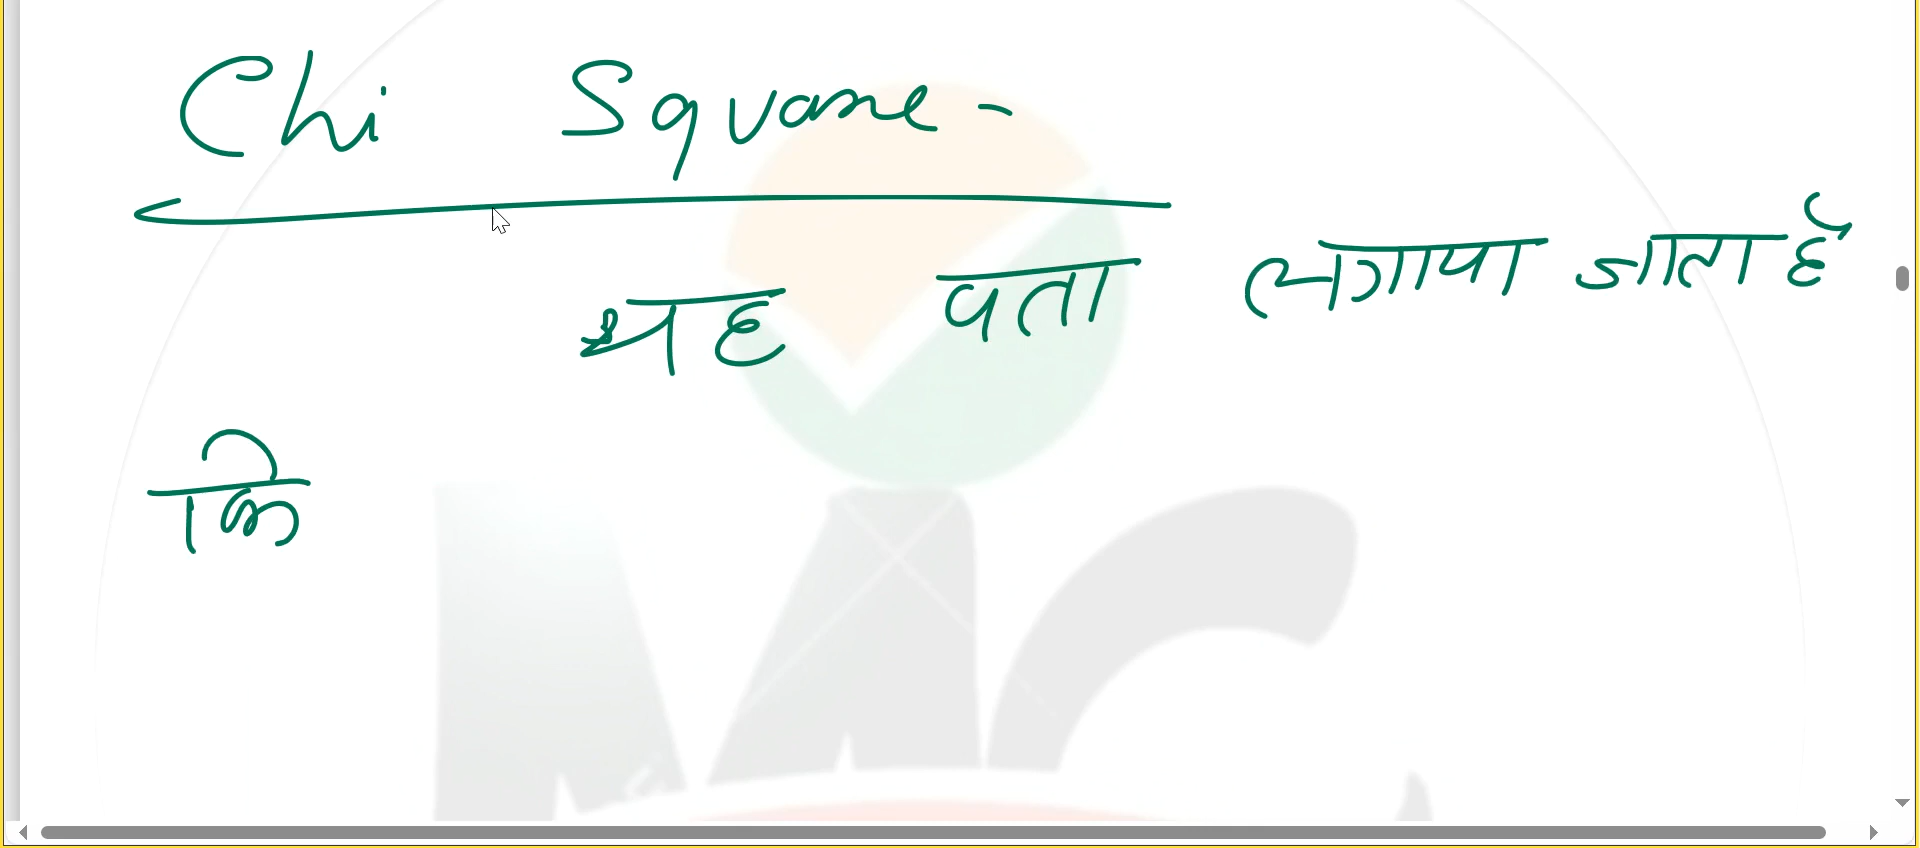 Chi Square -
यह पता लगाया जाता है
कि